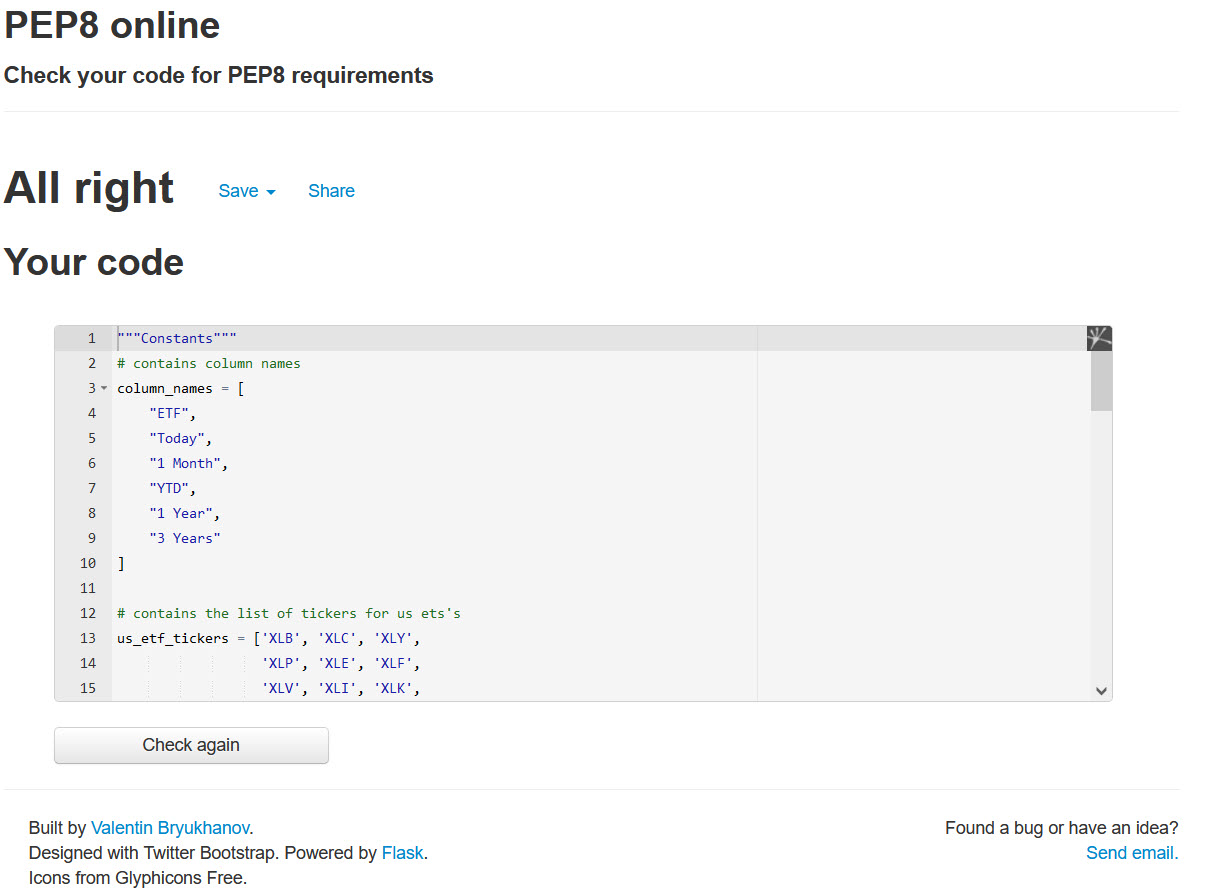 PEP8 online
Check your code for PEP8 requirements
All right Save Share
Your code
1 """Constants"""
2 # contains column names
3 column_names = [
4 "ETF",
5 "Today",
6 "1 Month",
7 "YTD",
8 "1 Year",
9 "3 Years"
10 ]
11
12 # contains the list of tickers for us ets's
13 us_etf_tickers = ['XLB', 'XLC', 'XLY',
14 'XLP', 'XLE', 'XLF',
15 'XLV', 'XLI', 'XLK',
Check again
Built by Valentin Bryukhanov. Found a bug or have an idea?
Designed with Twitter Bootstrap. Powered by Flask. Send email.
Icons from Glyphicons Free.